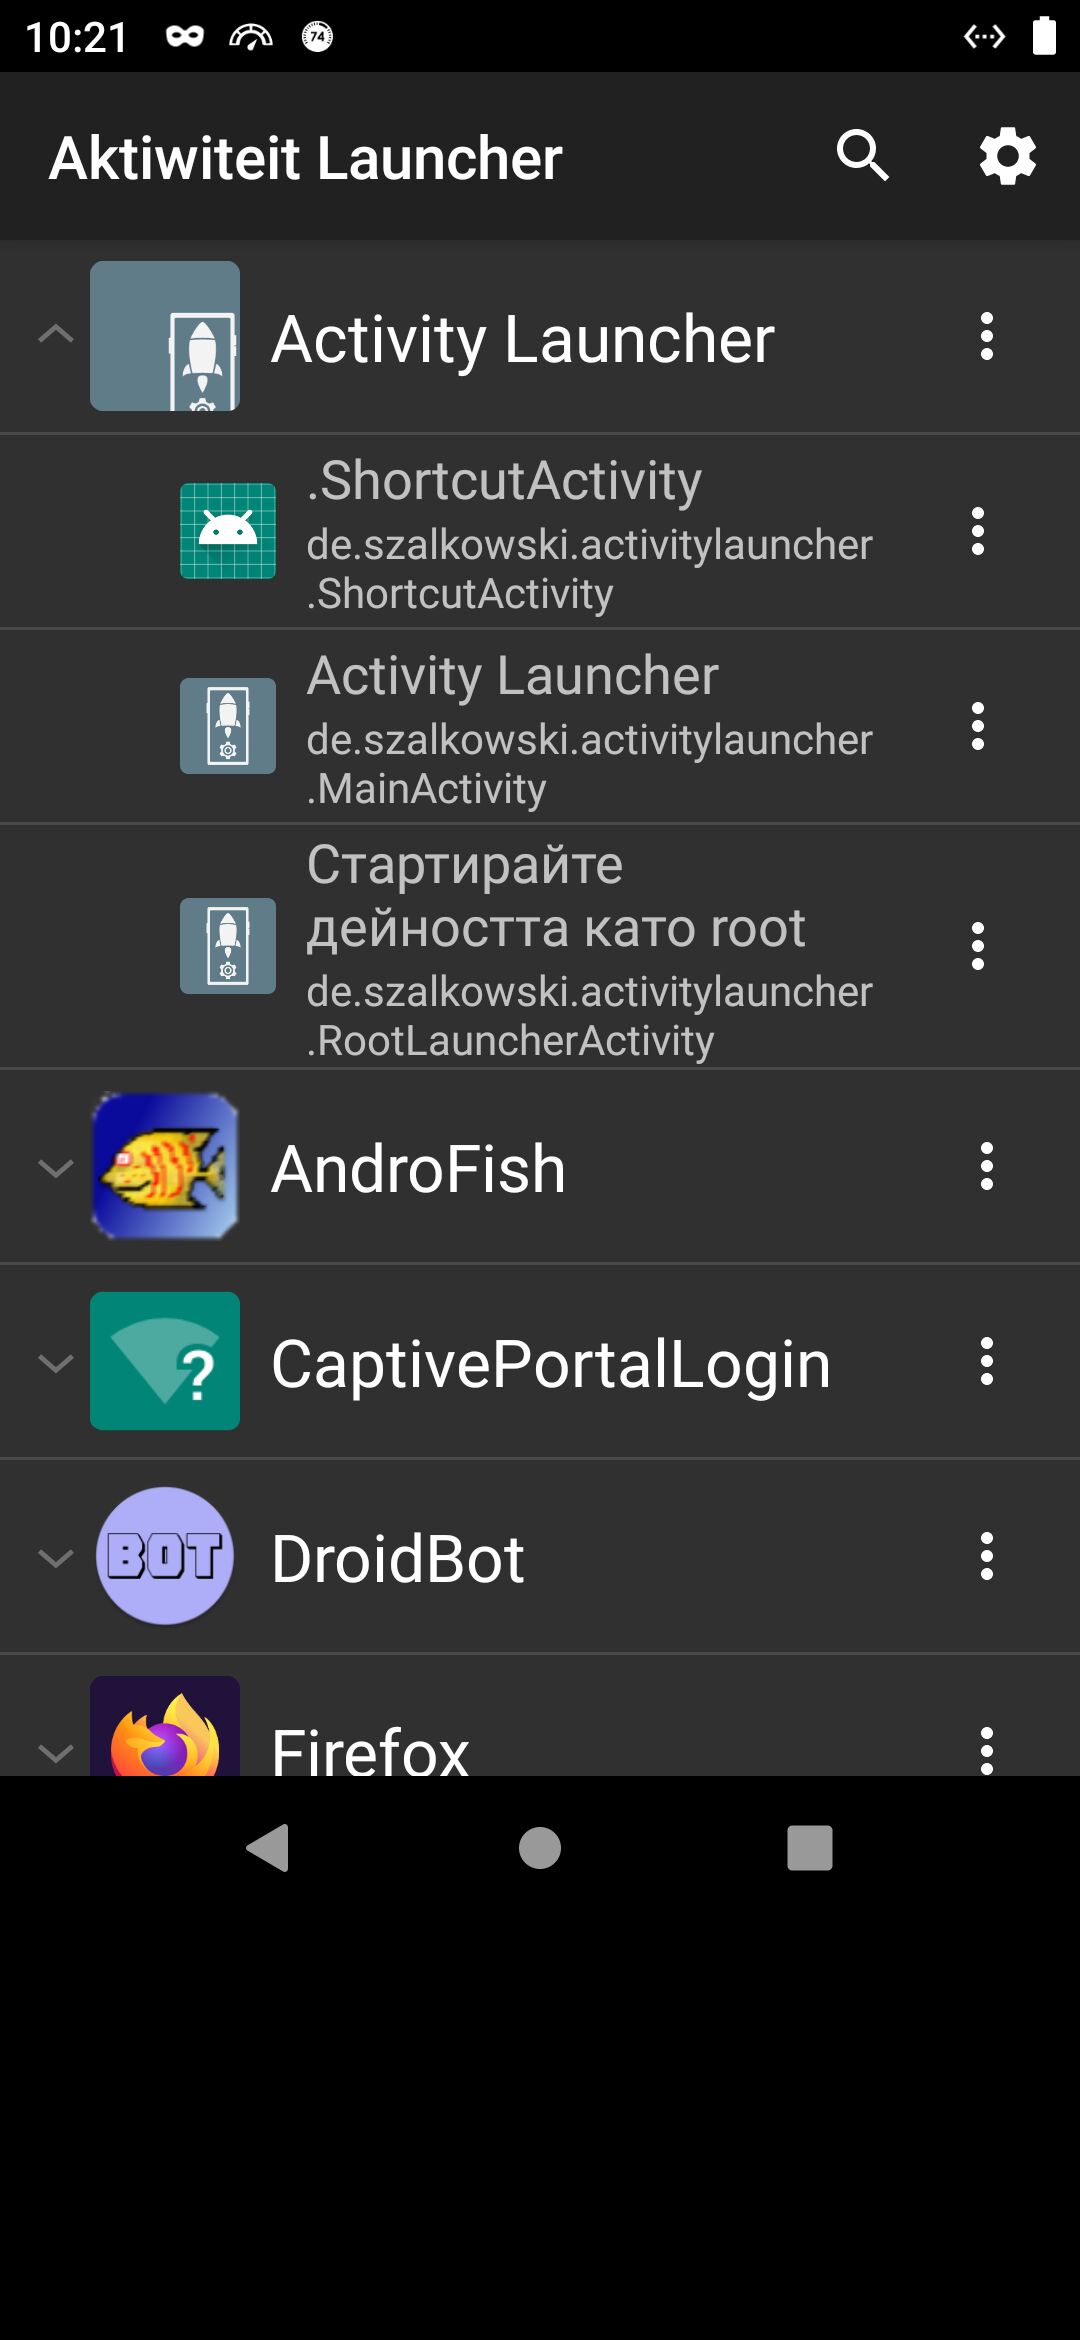 10:21
74
Aktiwiteit Launcher
Activity Launcher
.ShortcutActivity
de.szalkowski.activitylauncher
.ShortcutActivity
Activity Launcher
de.szalkowski.activitylauncher
.MainActivity
Стартирайте
дейността като root
de.szalkowski.activitylauncher
.RootLauncherActivity
AndroFish
?
CaptivePortalLogin
BOT
DroidBot
Firefox